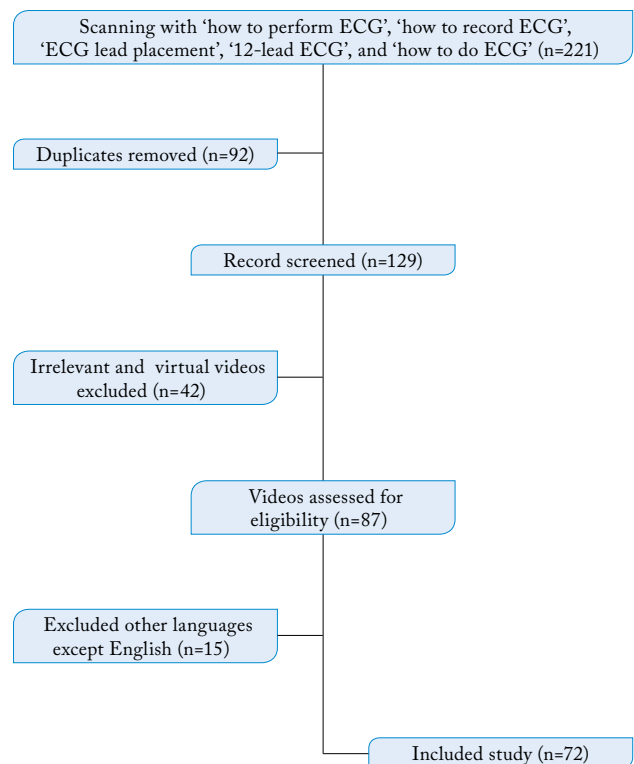 Scanning with ‘how to perform ECG’, ‘how to record ECG’,
‘ECG lead placement’, ‘12-lead ECG’, and ‘how to do ECG’ (n=221)
Duplicates removed (n=92)
Record screened (n=129)
Irrelevant and virtual videos
excluded (n=42)
Videos assessed for
eligibility (n=87)
Excluded other languages
except English (n=15)
Included study (n=72)